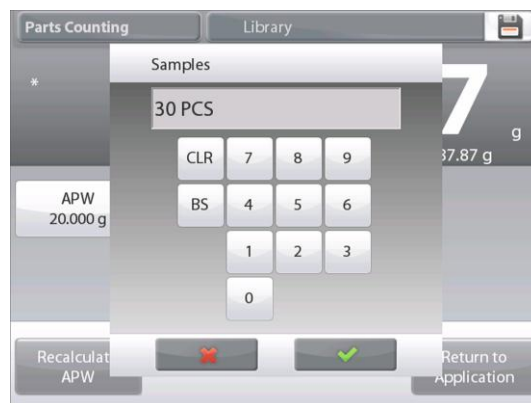 Parts Counting
Library
Samples
*
30 PCS
7
g
37.87 g
CLR 7 8 9
APW
20.000 g
BS 4 5 6
1 2 3
0
Recalculat
APW
Return to
Application